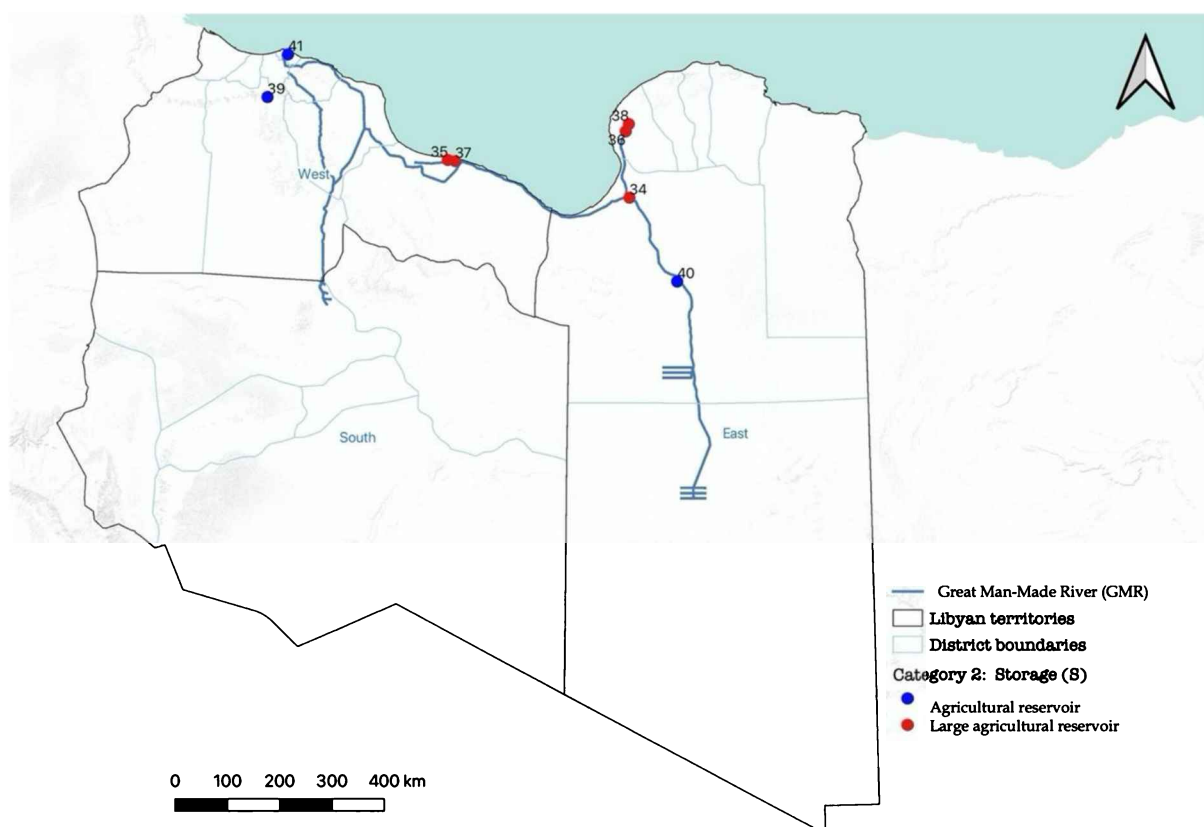 41
39
38
36
35 37
West
34
40
South
East
Great Man-Made River (GMR)
Libyan territories
District boundaries
Category 2: Storage (S)
Agricultural reservoir
Large agricultural reservoir
0 100 200 300 400 km